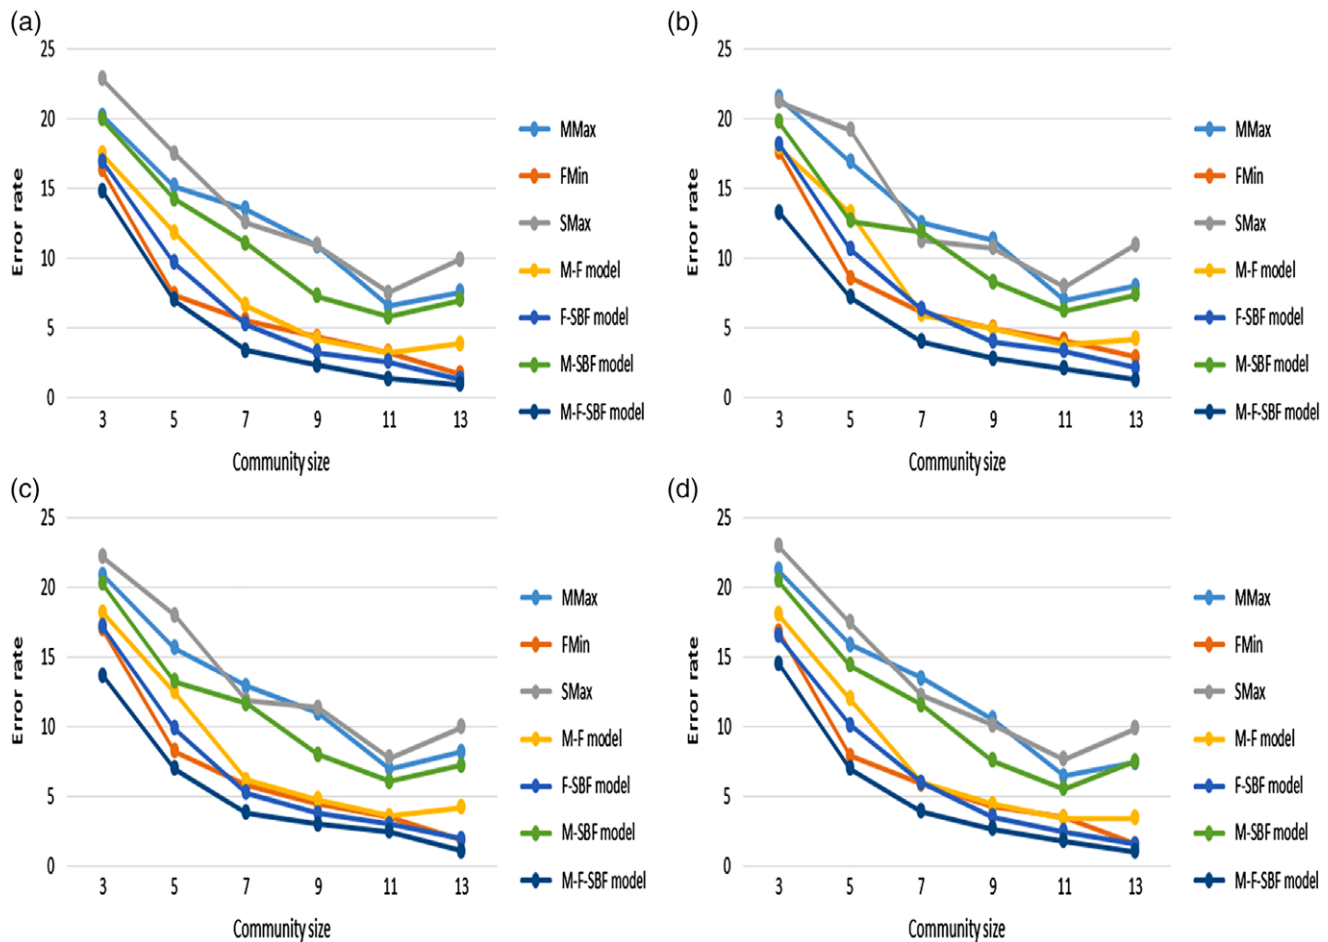 (a)
25
20
15
10
5
0
Error rate
3 5 7 9 11 13
Community size
MMax
FMin
SMax
M-F model
F-SBF model
M-SBF model
M-F-SBF model
(b)
25
20
15
10
5
0
Error rate
3 5 7 9 11 13
Community size
MMax
FMin
SMax
M-F model
F-SBF model
M-SBF model
M-F-SBF model
(c)
25
20
15
10
5
0
Error rate
3 5 7 9 11 13
Community size
MMax
FMin
SMax
M-F model
F-SBF model
M-SBF model
M-F-SBF model
(d)
25
20
15
10
5
0
Error rate
3 5 7 9 11 13
Community size
MMax
FMin
SMax
M-F model
F-SBF model
M-SBF model
M-F-SBF model